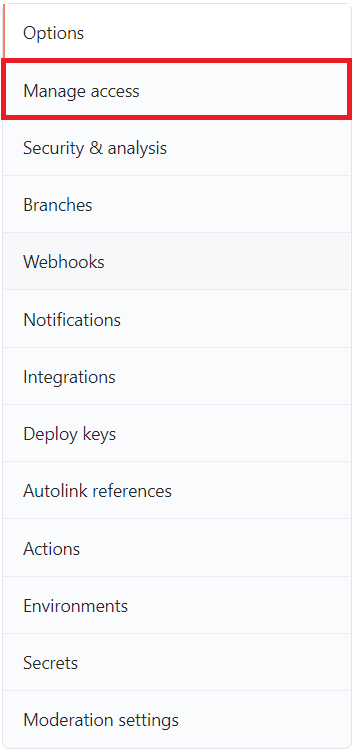 Options
Manage access
Security & analysis
Branches
Webhooks
Notifications
Integrations
Deploy keys
Autolink references
Actions
Environments
Secrets
Moderation settings